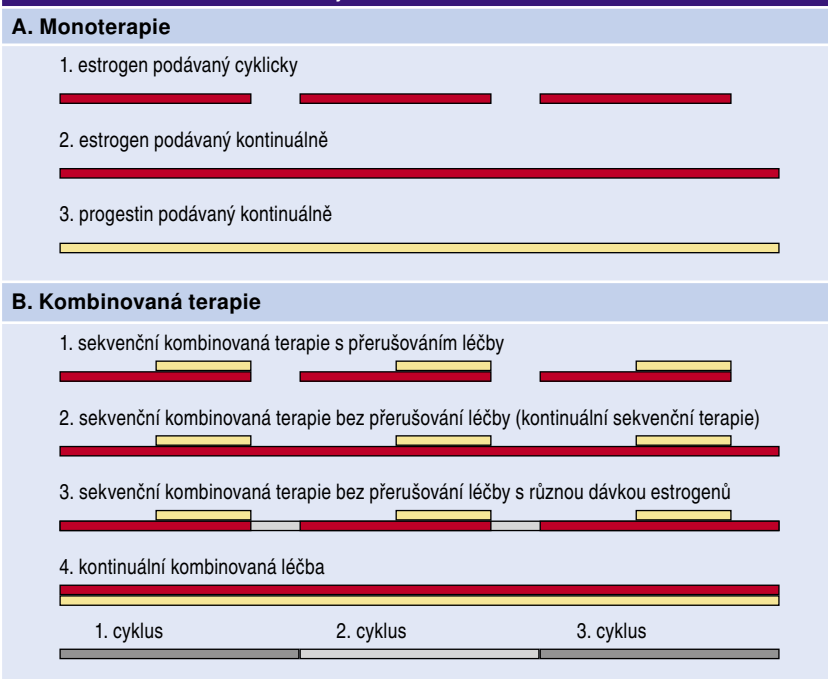 A. Monoterapie
1. estrogen podávaný cyklicky
2. estrogen podávaný kontinuálně
3. progestin podávaný kontinuálně
B. Kombinovaná terapie
1. sekvenční kombinovaná terapie s přerušováním léčby
2. sekvenční kombinovaná terapie bez přerušování léčby (kontinuální sekvenční terapie)
3. sekvenční kombinovaná terapie bez přerušování léčby s různou dávkou estrogenů
4. kontinuální kombinovaná léčba
1. cyklus 2. cyklus 3. cyklus